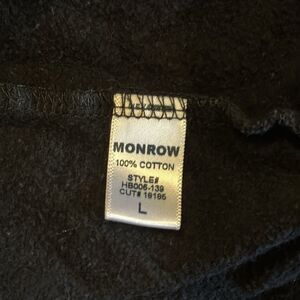 MONROW
100% COTTON
STYLE#
HB006-139
CUT# 19195
L